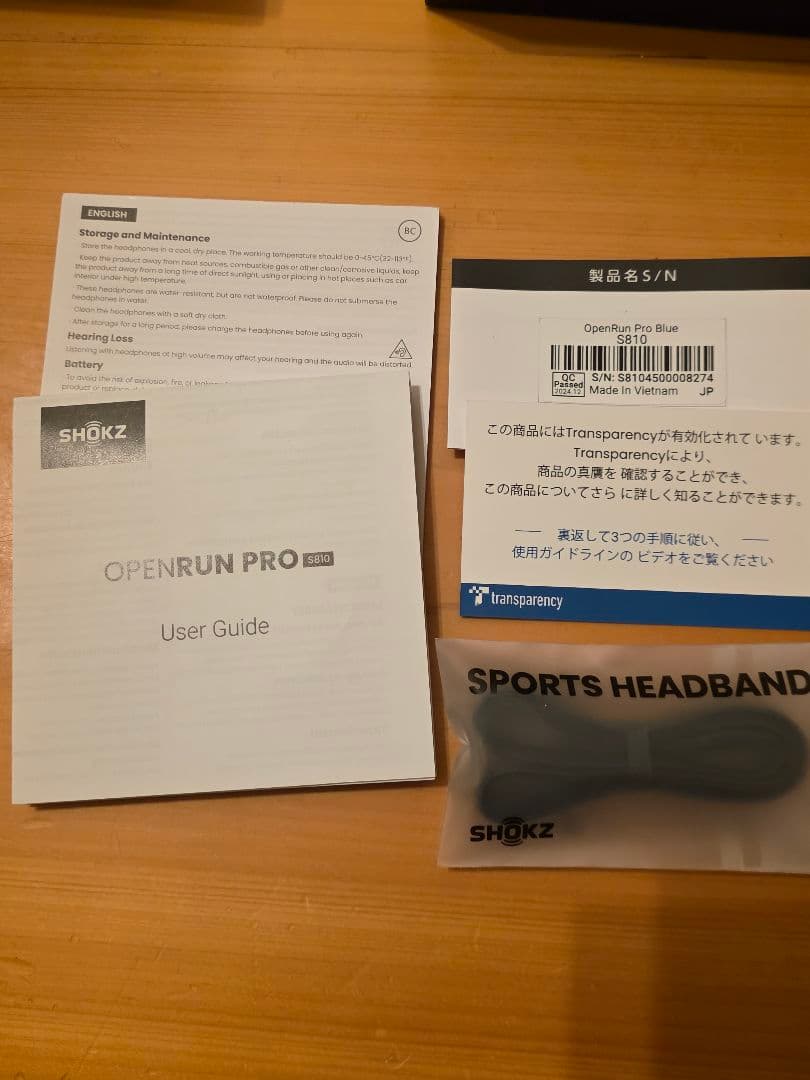 ENGLISH
BC
Storage and Maintenance
· Store the headphones in a cool, dry place. The working temperature should be 0-45°C(32-113°F).
· Keep the product away from heat sources, combustible gas or other clean/corrosive liquids, keep
the product away from a long time of direct sunlight, using or placing in hot places such as car
interior under high temperature.
· These headphones are water-resistant, but are not waterproof. Please do not submerse the
headphones in water.
· Clean the headphones with a soft dry cloth.
· After storage for a long period, please charge the headphones before using again.
Hearing Loss
Listening with headphones at high volume may affect your hearing and the audio will be distorted.
Battery
To avoid the risk of explosion, fire, or
product or
SHOKZ
OPENRUN PRO S810
User Guide
製品名S/N
OpenRun Pro Blue
S810
QC
Passed
2024.12
S/N: S8104500008274
Made In Vietnam JP
この商品にはTransparencyが有効化されて います。
Transparencyにより、
商品の真贋を 確認することができ、
この商品についてさら に詳しく知ることができます。
裏返して3つの手順に従い、
使用ガイドラインの ビデオをご覧ください
transparency
SPORTS HEADBAND
SHOKZ